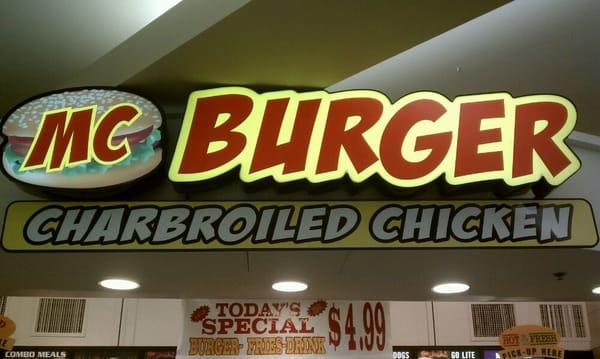 MC BURGER
CHARBROILED CHICKEN
TODAY'S
SPECIAL $4.99
BURGER- FRIES-DRINK
COMBO MEALS
DOGS
GO LITE
HOT & FRESH
PICK-UP HERE